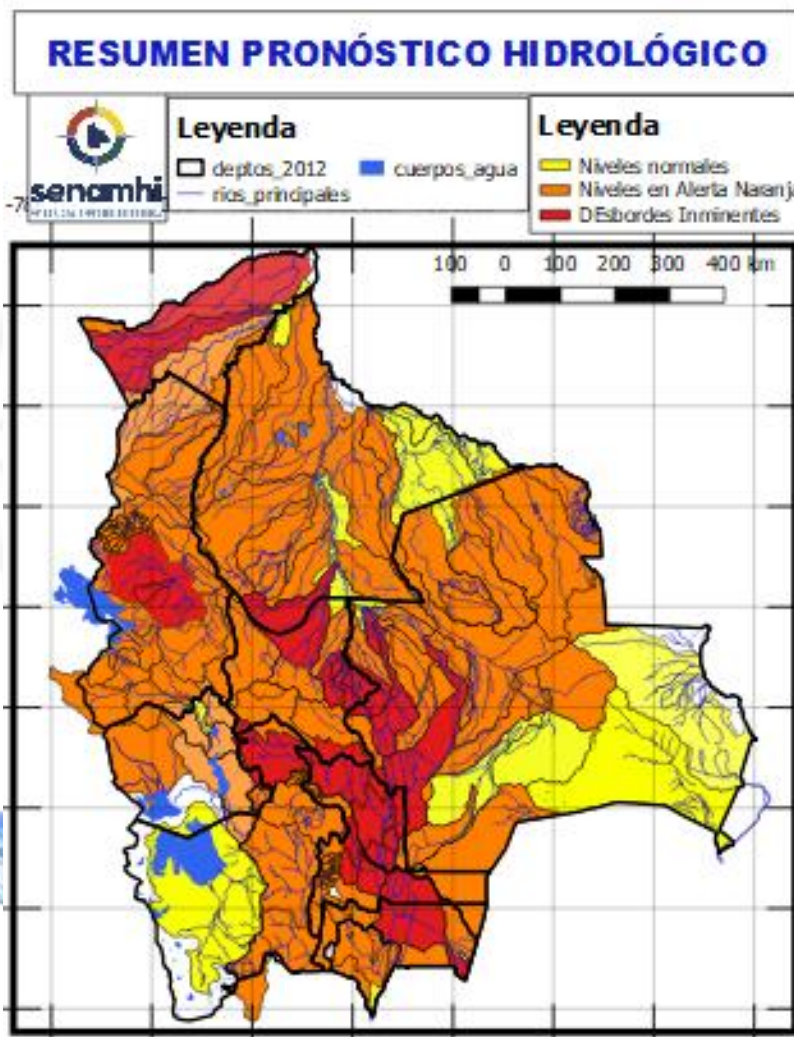 RESUMEN PRONÓSTICO HIDROLÓGICO
senamhi
Leyenda
deptos_2012
cuerpos_agua
rios_principales
Leyenda
Niveles normales
Niveles en Alerta Naranja
DEsbordes Inminentes
100 0 100 200 300 400 km